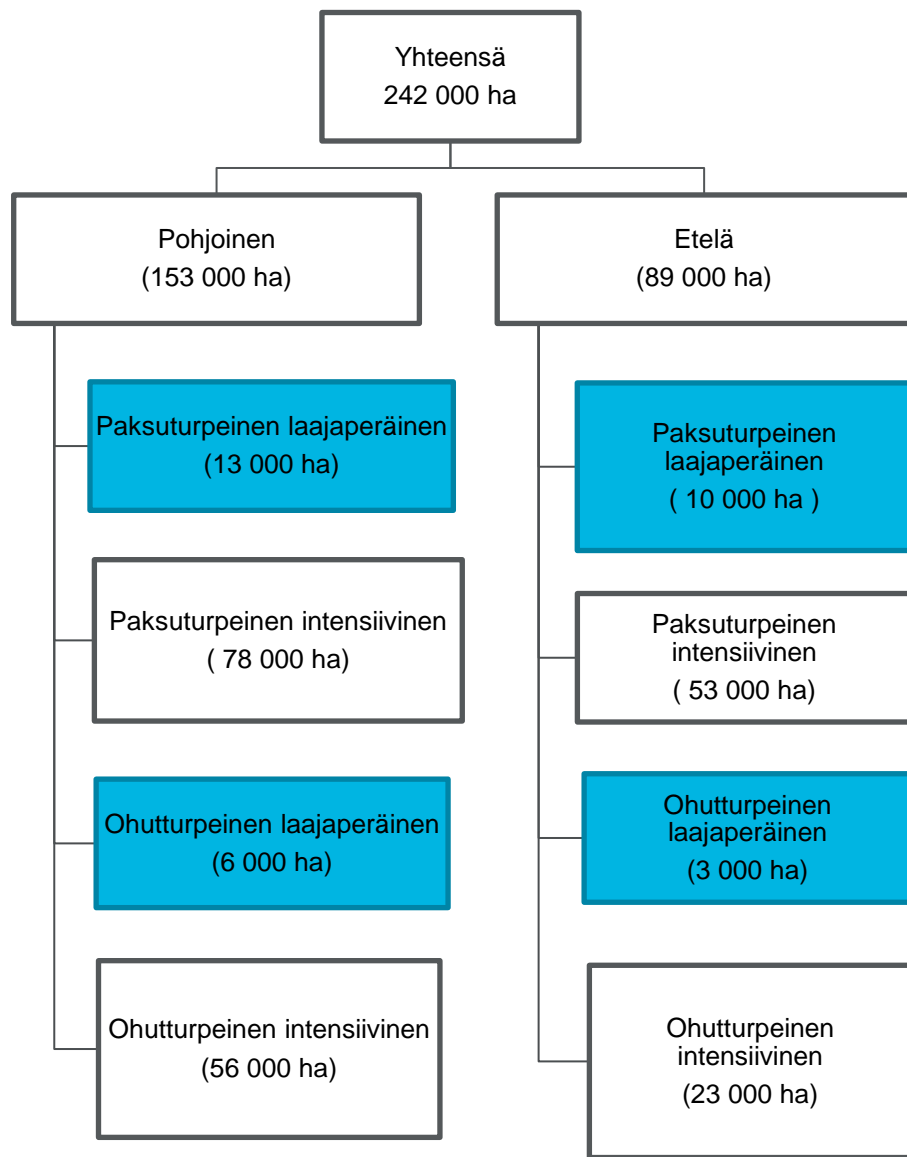 Yhteensä
242 000 ha
Pohjoinen
(153 000 ha)
Paksuturpeinen laajaperäinen
(13 000 ha)
Paksuturpeinen intensiivinen
( 78 000 ha)
Ohutturpeinen laajaperäinen
(6 000 ha)
Ohutturpeinen intensiivinen
(56 000 ha)
Etelä
(89 000 ha)
Paksuturpeinen
laajaperäinen
( 10 000 ha )
Paksuturpeinen
intensiivinen
( 53 000 ha)
Ohutturpeinen
laajaperäinen
(3 000 ha)
Ohutturpeinen
intensiivinen
(23 000 ha)